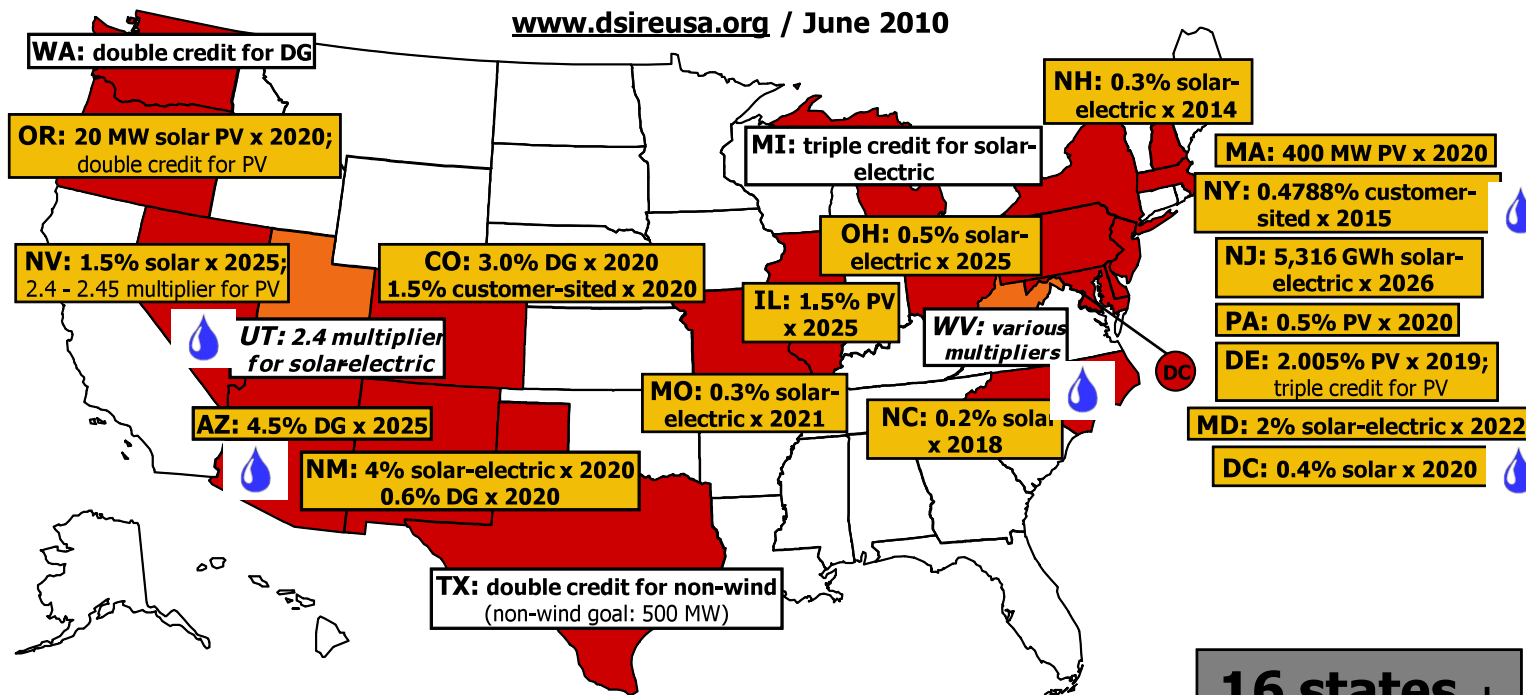 www.dsireusa.org / June 2010
WA: double credit for DG
NH: 0.3% solar-
electric x 2014
OR: 20 MW solar PV x 2020;
double credit for PV
MI: triple credit for solar-
electric
MA: 400 MW PV x 2020
NY: 0.4788% customer-
sited x 2015
NV: 1.5% solar x 2025;
2.4 - 2.45 multiplier for PV
CO: 3.0% DG x 2020
1.5% customer-sited x 2020
OH: 0.5% solar-
electric x 2025
NJ: 5,316 GWh solar-
electric x 2026
IL: 1.5% PV
x 2025
PA: 0.5% PV x 2020
UT: 2.4 multiplier
for solar-electric
WV: various
multipliers
DC
DE: 2.005% PV x 2019;
triple credit for PV
MO: 0.3% solar-
electric x 2021
AZ: 4.5% DG x 2025
NC: 0.2% solar
x 2018
MD: 2% solar-electric x 2022
NM: 4% solar-electric x 2020
0.6% DG x 2020
DC: 0.4% solar x 2020
TX: double credit for non-wind
(non-wind goal: 500 MW)
16 states +